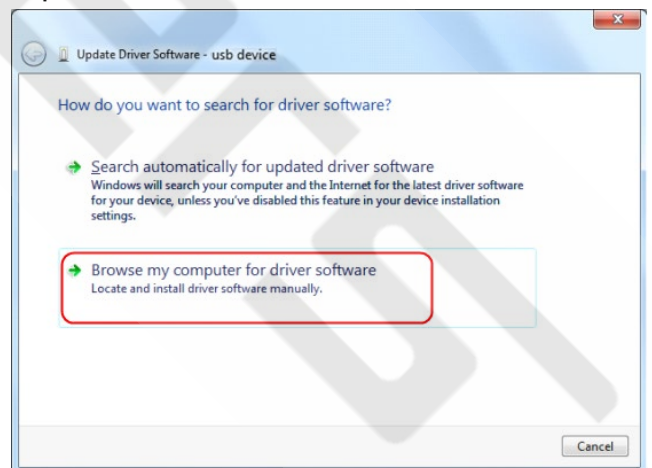 Update Driver Software - usb device
How do you want to search for driver software?
Search automatically for updated driver software
Windows will search your computer and the Internet for the latest driver software
for your device, unless you've disabled this feature in your device installation
settings.
Browse my computer for driver software
Locate and install driver software manually.
Cancel